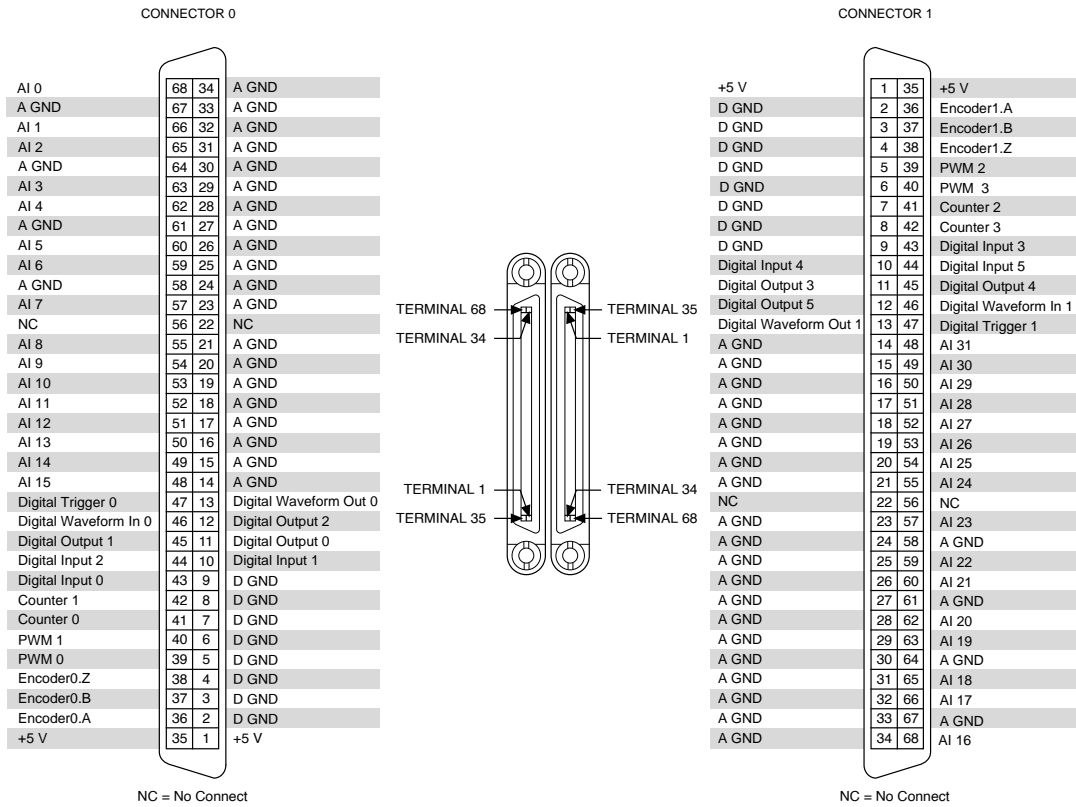 CONNECTOR 0
AI 0 68 34 A GND
A GND 67 33 A GND
AI 1 66 32 A GND
AI 2 65 31 A GND
A GND 64 30 A GND
AI 3 63 29 A GND
AI 4 62 28 A GND
A GND 61 27 A GND
AI 5 60 26 A GND
AI 6 59 25 A GND
A GND 58 24 A GND
AI 7 57 23 A GND
NC 56 22 NC
AI 8 55 21 A GND
AI 9 54 20 A GND
AI 10 53 19 A GND
AI 11 52 18 A GND
AI 12 51 17 A GND
AI 13 50 16 A GND
AI 14 49 15 A GND
AI 15 48 14 A GND
Digital Trigger 0 47 13 Digital Waveform Out 0
Digital Waveform In 0 46 12 Digital Output 2
Digital Output 1 45 11 Digital Output 0
Digital Input 2 44 10 Digital Input 1
Digital Input 0 43 9 D GND
Counter 1 42 8 D GND
Counter 0 41 7 D GND
PWM 1 40 6 D GND
PWM 0 39 5 D GND
Encoder0.Z 38 4 D GND
Encoder0.B 37 3 D GND
Encoder0.A 36 2 D GND
+5 V 35 1 +5 V
NC = No Connect
TERMINAL 68
TERMINAL 34
TERMINAL 35
TERMINAL 1
TERMINAL 1
TERMINAL 35
TERMINAL 34
TERMINAL 68
CONNECTOR 1
+5 V 1 35 +5 V
D GND 2 36 Encoder1.A
D GND 3 37 Encoder1.B
D GND 4 38 Encoder1.Z
D GND 5 39 PWM 2
D GND 6 40 PWM 3
D GND 7 41 Counter 2
D GND 8 42 Counter 3
D GND 9 43 Digital Input 3
Digital Input 4 10 44 Digital Input 5
Digital Output 3 11 45 Digital Output 4
Digital Output 5 12 46 Digital Waveform In 1
Digital Waveform Out 1 13 47 Digital Trigger 1
A GND 14 48 AI 31
A GND 15 49 AI 30
A GND 16 50 AI 29
A GND 17 51 AI 28
A GND 18 52 AI 27
A GND 19 53 AI 26
A GND 20 54 AI 25
A GND 21 55 AI 24
NC 22 56 NC
A GND 23 57 AI 23
A GND 24 58 A GND
A GND 25 59 AI 22
A GND 26 60 AI 21
A GND 27 61 A GND
A GND 28 62 AI 20
A GND 29 63 AI 19
A GND 30 64 A GND
A GND 31 65 AI 18
A GND 32 66 AI 17
A GND 33 67 A GND
A GND 34 68 AI 16
NC = No Connect